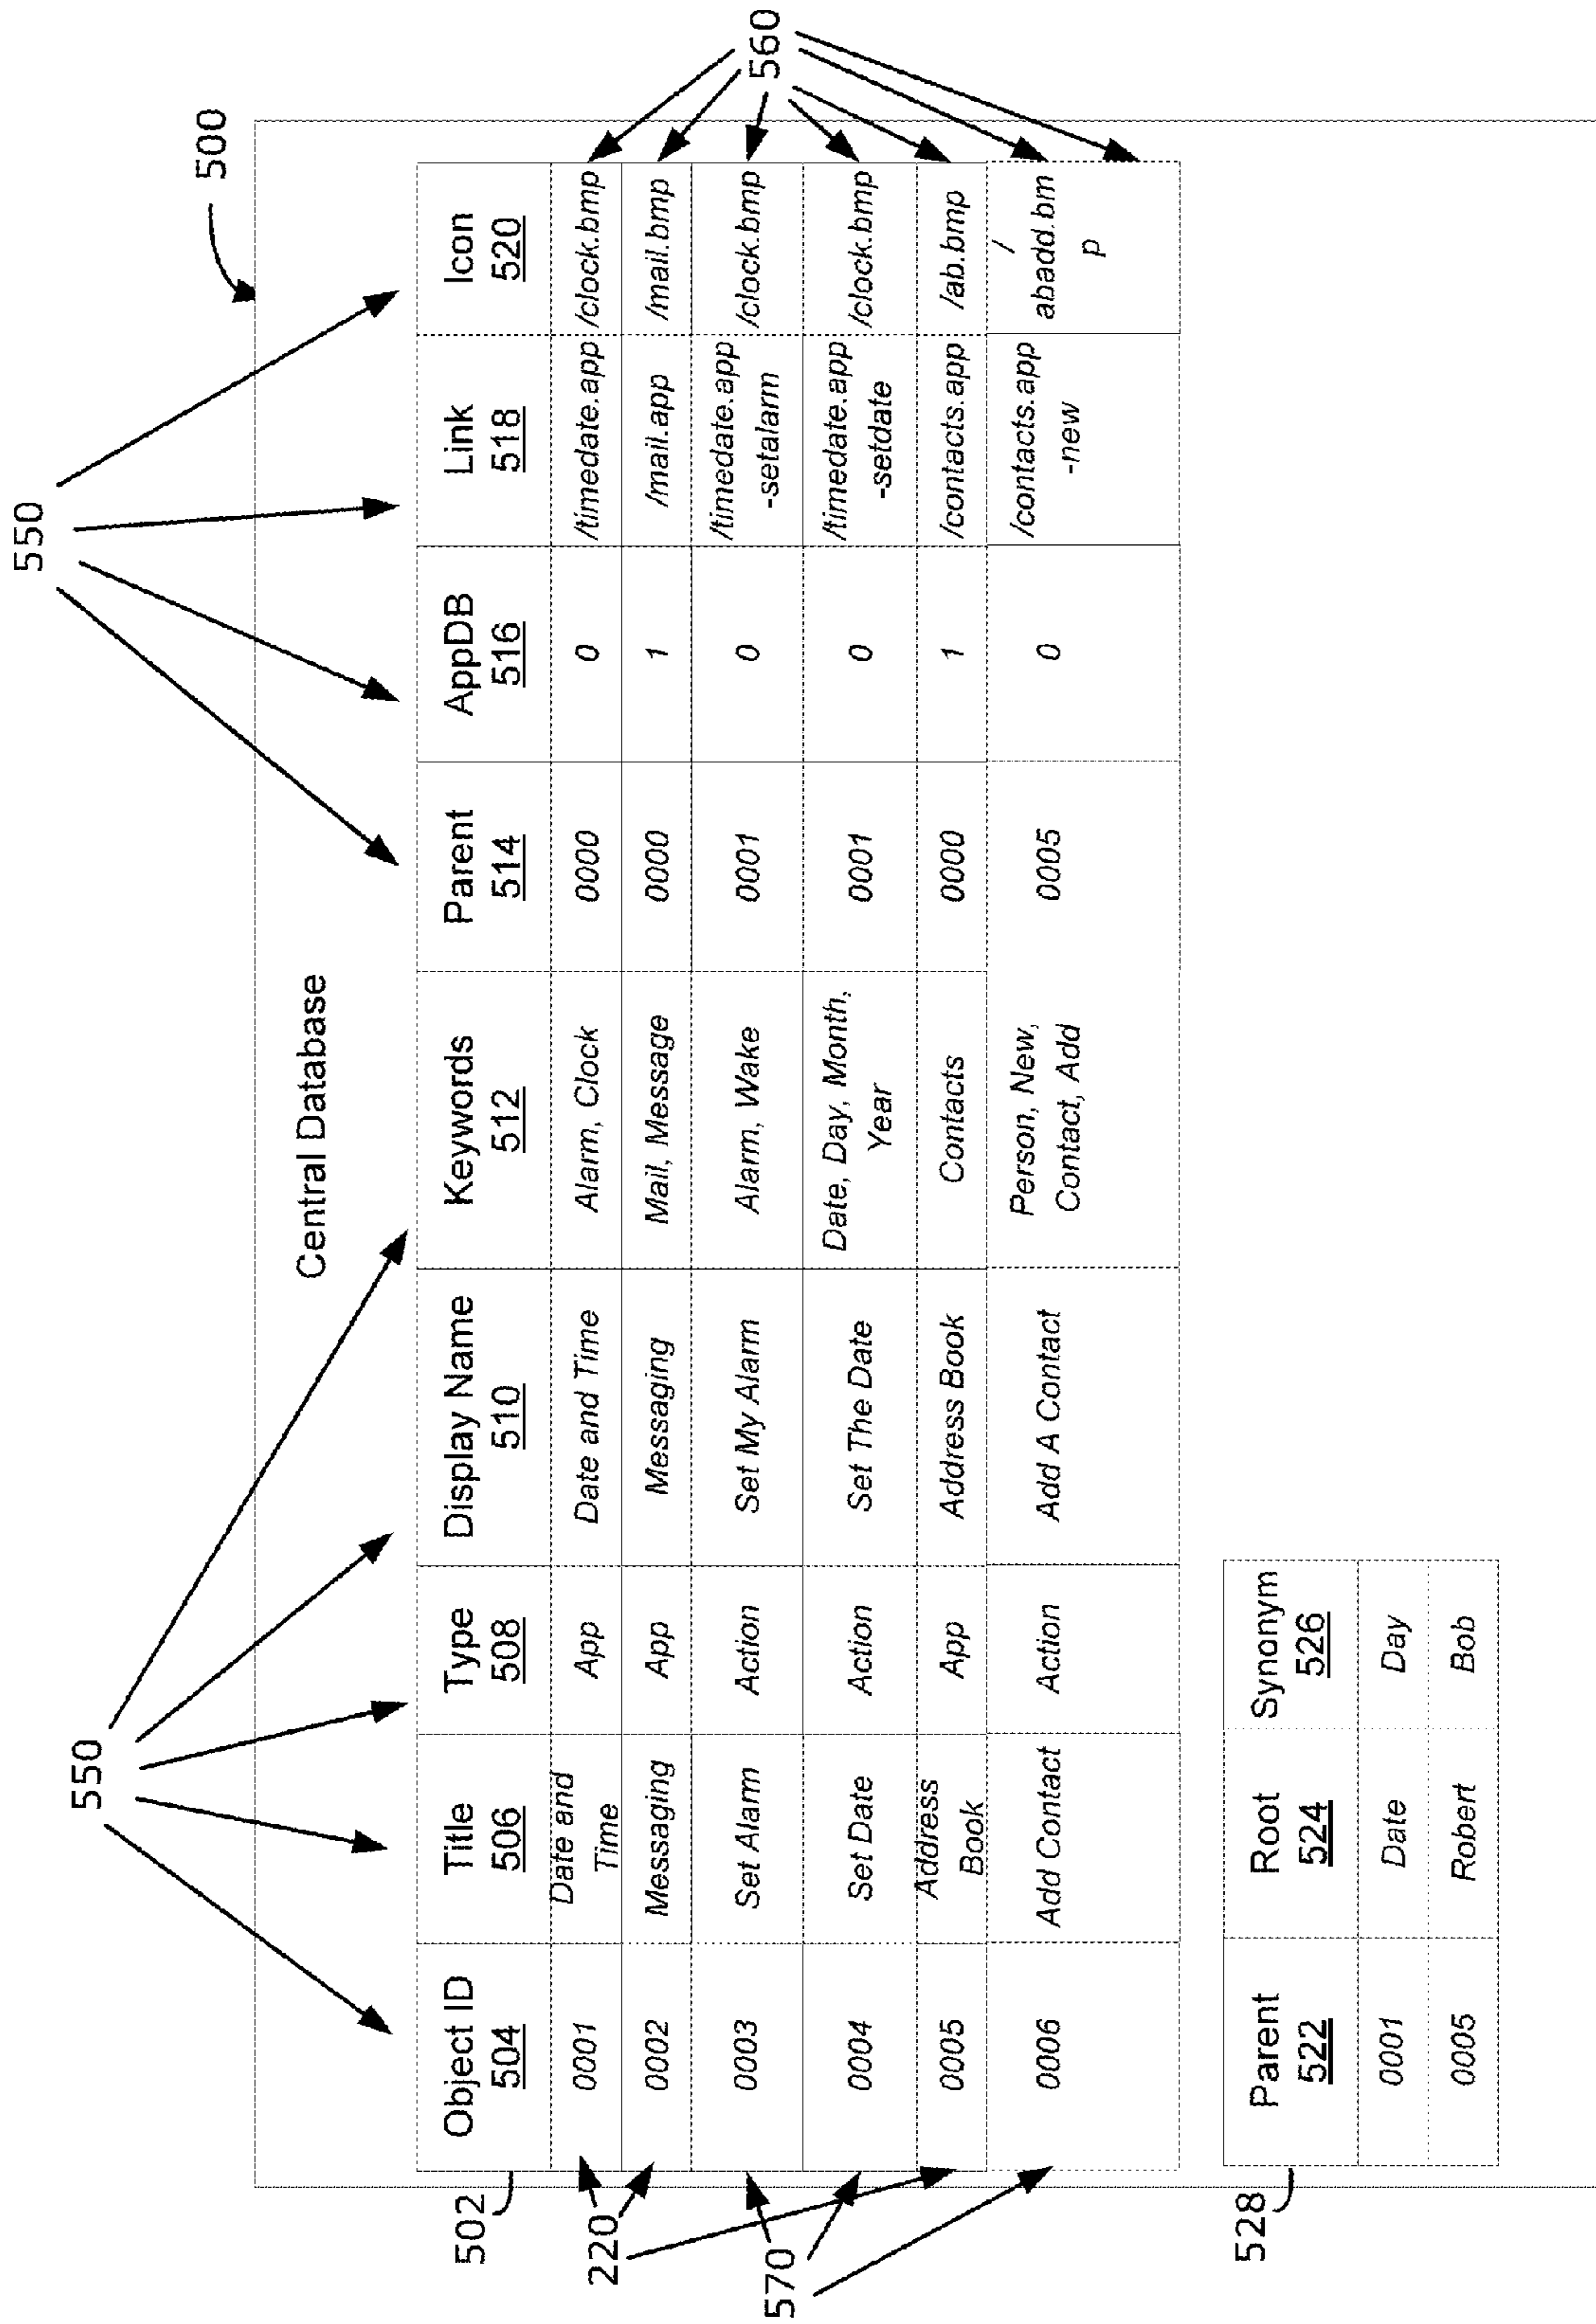 550
550
500
Central Database
560
502
Object ID
504
Title
506
Type
508
Display Name
510
Keywords
512
Parent
514
AppDB
516
Link
518
Icon
520
220
0001
Date and
Time
App
Date and Time
Alarm, Clock
0000
0
/timedate.app
/clock.bmp
0002
Messaging
App
Messaging
Mail, Message
0000
1
/mail.app
/mail.bmp
570
0003
Set Alarm
Action
Set My Alarm
Alarm, Wake
0001
0
/timedate.app
-setalarm
/clock.bmp
0004
Set Date
Action
Set The Date
Date, Day, Month,
Year
0001
0
/timedate.app
-setdate
/clock.bmp
0005
Address
Book
App
Address Book
Contacts
0000
1
/contacts.app
/ab.bmp
0006
Add Contact
Action
Add A Contact
Person, New,
Contact, Add
0005
0
/contacts.app
-new
/
abadd.bm
p
528
Parent
522
Root
524
Synonym
526
0001
Date
Day
0005
Robert
Bob